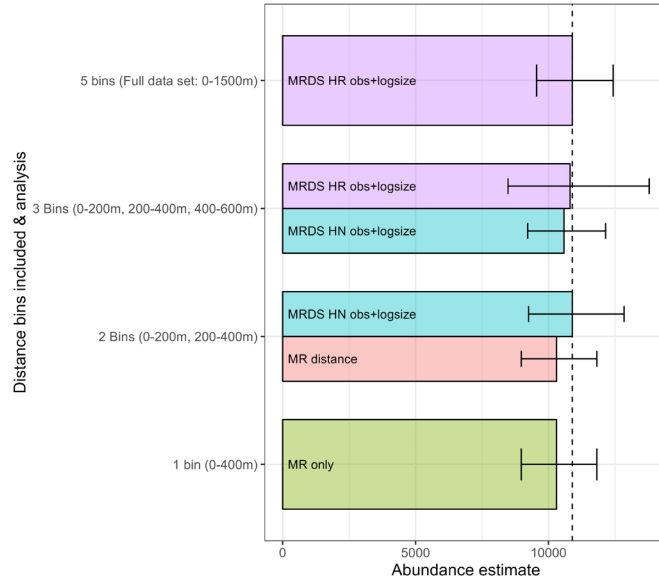 5 bins (Full data set: 0-1500m)
MRDS HR obs+logsize
MRDS HR obs+logsize
3 Bins (0-200m, 200-400m, 400-600m)
MRDS HN obs+logsize
MRDS HN obs+logsize
2 Bins (0-200m, 200-400m)
MR distance
1 bin (0-400m)
MR only
Distance bins included & analysis
0
5000
10000
Abundance estimate